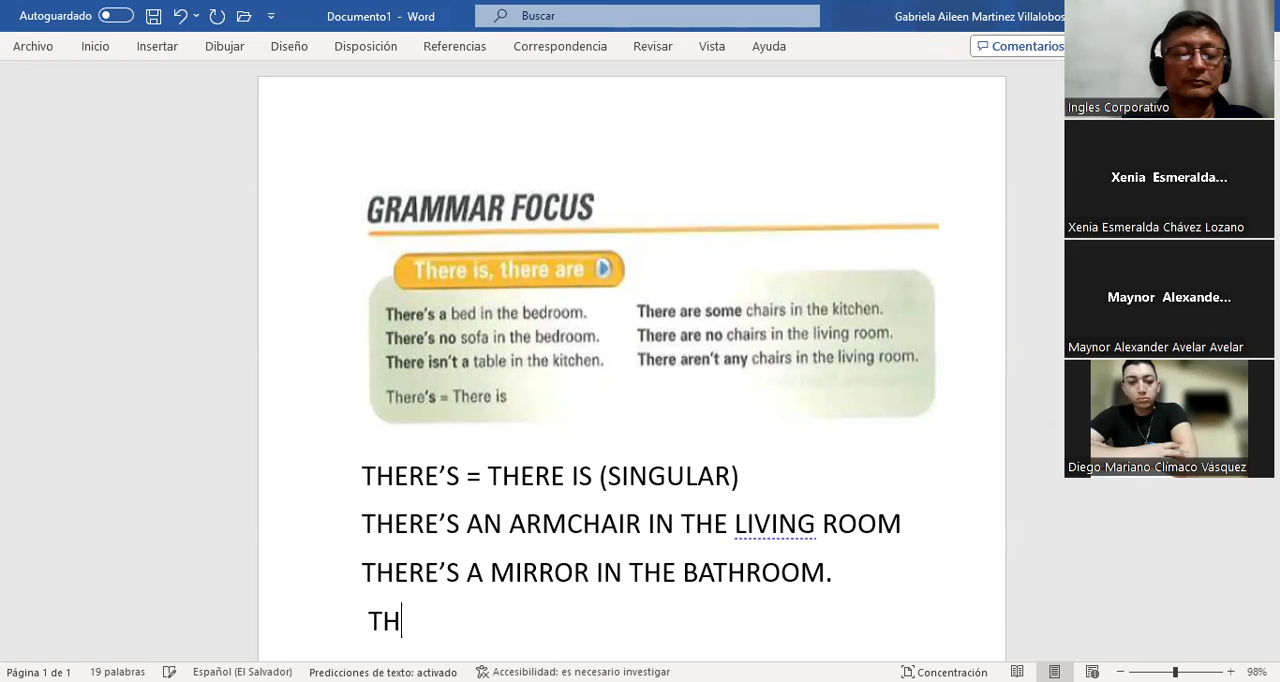 Autoguardado
Documento1 - Word
Buscar
Gabriela Aileen Martinez Villalobos
Archivo Inicio Insertar Dibujar Diseño Disposición Referencias Correspondencia Revisar Vista Ayuda
Comentarios
GRAMMAR FOCUS
There is, there are
There's a bed in the bedroom.
There's no sofa in the bedroom.
There isn't a table in the kitchen.
There's = There is
There are some chairs in the kitchen.
There are no chairs in the living room.
There aren't any chairs in the living room.
THERE'S = THERE IS (SINGULAR)
THERE'S AN ARMCHAIR IN THE LIVING ROOM
THERE'S A MIRROR IN THE BATHROOM.
TH
Ingles Corporativo
Xenia Esmeralda...
Xenia Esmeralda Chávez Lozano
Maynor Alexande...
Maynor Alexander Avelar Avelar
Diego Mariano Clímaco Vásquez
Página 1 de 1 19 palabras Español (El Salvador) Predicciones de texto: activado Accesibilidad: es necesario investigar Concentración 98%